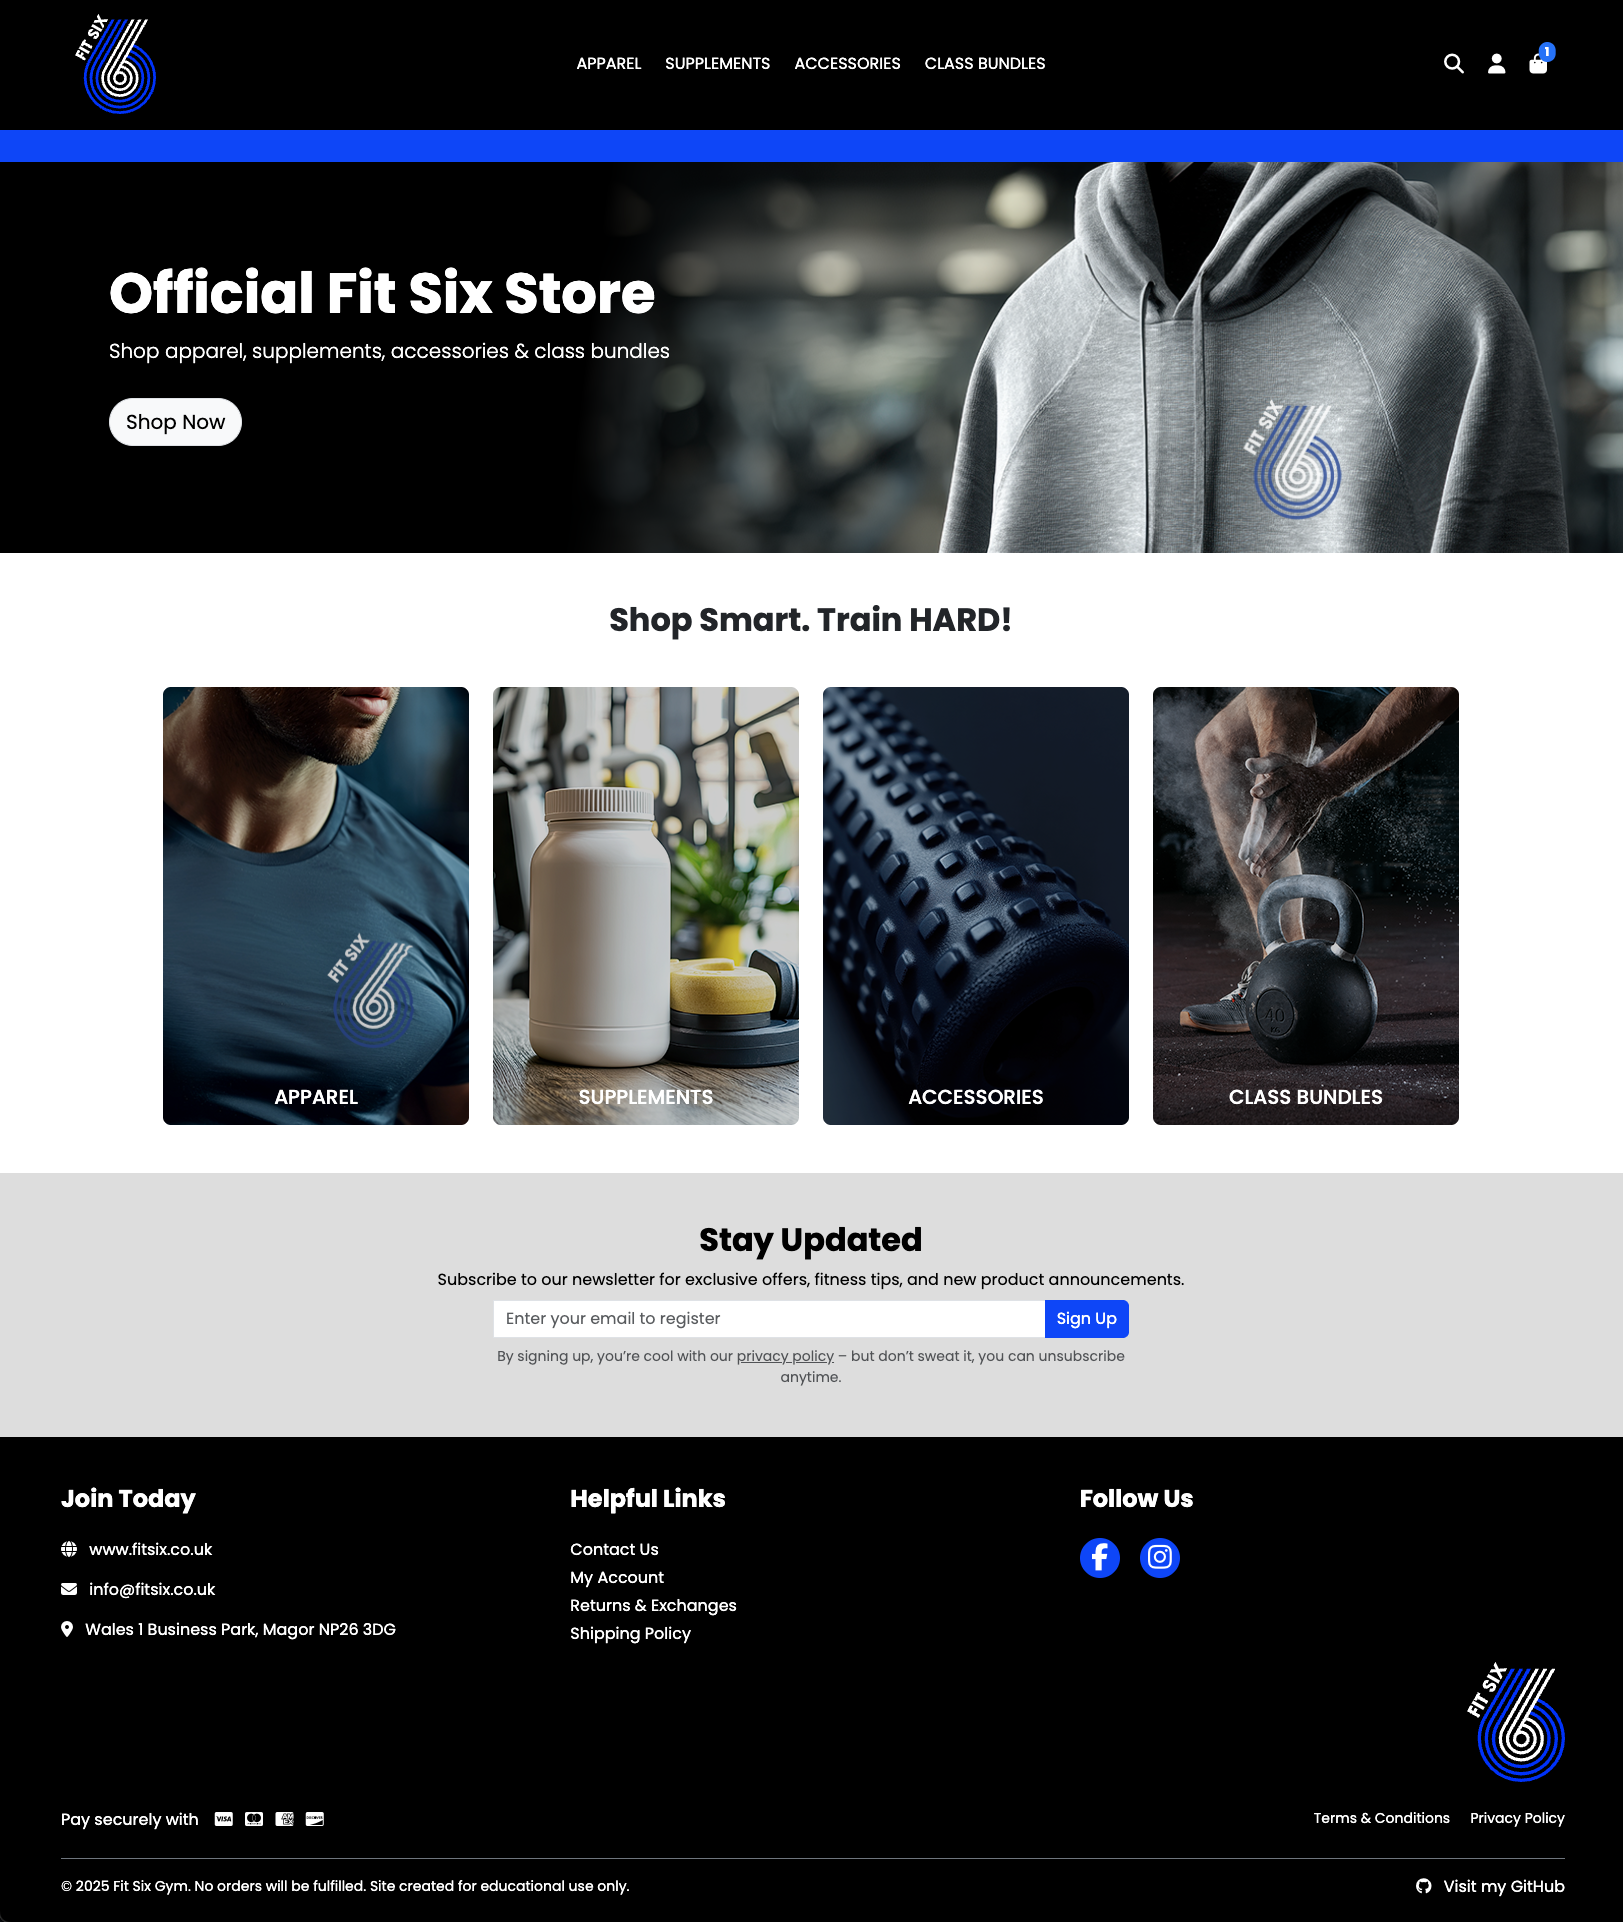 FIT SIX
APPAREL SUPPLEMENTS ACCESSORIES CLASS BUNDLES
1
Official Fit Six Store
Shop apparel, supplements, accessories & class bundles
Shop Now
FIT SIX
Shop Smart. Train HARD!
FIT SIX
40
KG
APPAREL
SUPPLEMENTS
ACCESSORIES
CLASS BUNDLES
Stay Updated
Subscribe to our newsletter for exclusive offers, fitness tips, and new product announcements.
Enter your email to register
Sign Up
By signing up, you’re cool with our privacy policy – but don’t sweat it, you can unsubscribe
anytime.
Join Today
www.fitsix.co.uk
info@fitsix.co.uk
Wales 1 Business Park, Magor NP26 3DG
Helpful Links
Contact Us
My Account
Returns & Exchanges
Shipping Policy
Follow Us
FIT SIX
Pay securely with
VISA
AM
EX
DISCOVER
Terms & Conditions Privacy Policy
© 2025 Fit Six Gym. No orders will be fulfilled. Site created for educational use only.
Visit my GitHub